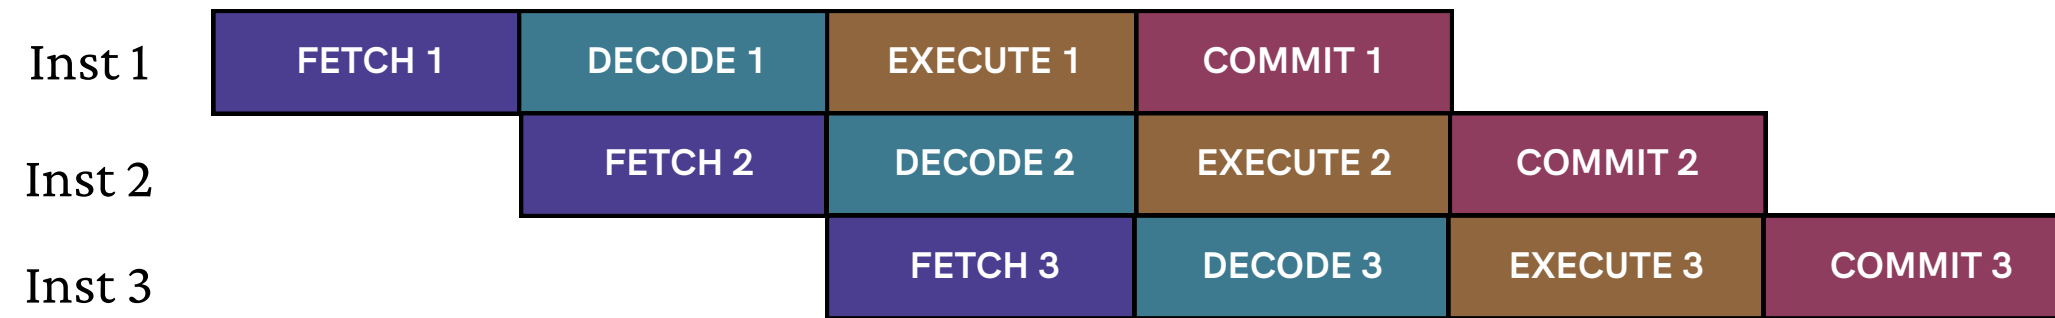 Inst 1 FETCH 1 DECODE 1 EXECUTE 1 COMMIT 1
Inst 2 FETCH 2 DECODE 2 EXECUTE 2 COMMIT 2
Inst 3 FETCH 3 DECODE 3 EXECUTE 3 COMMIT 3